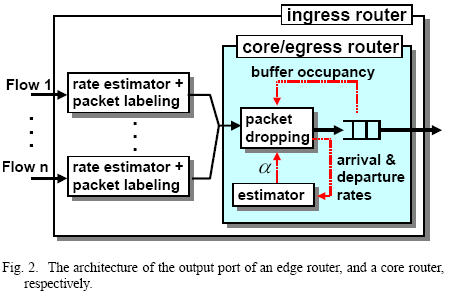 ingress router
core/egress router
buffer occupancy
Flow 1
rate estimator +
packet labeling
packet
dropping
α
arrival &
departure
rates
estimator
Flow n
rate estimator +
packet labeling
Fig. 2. The architecture of the output port of an edge router, and a core router,
respectively.